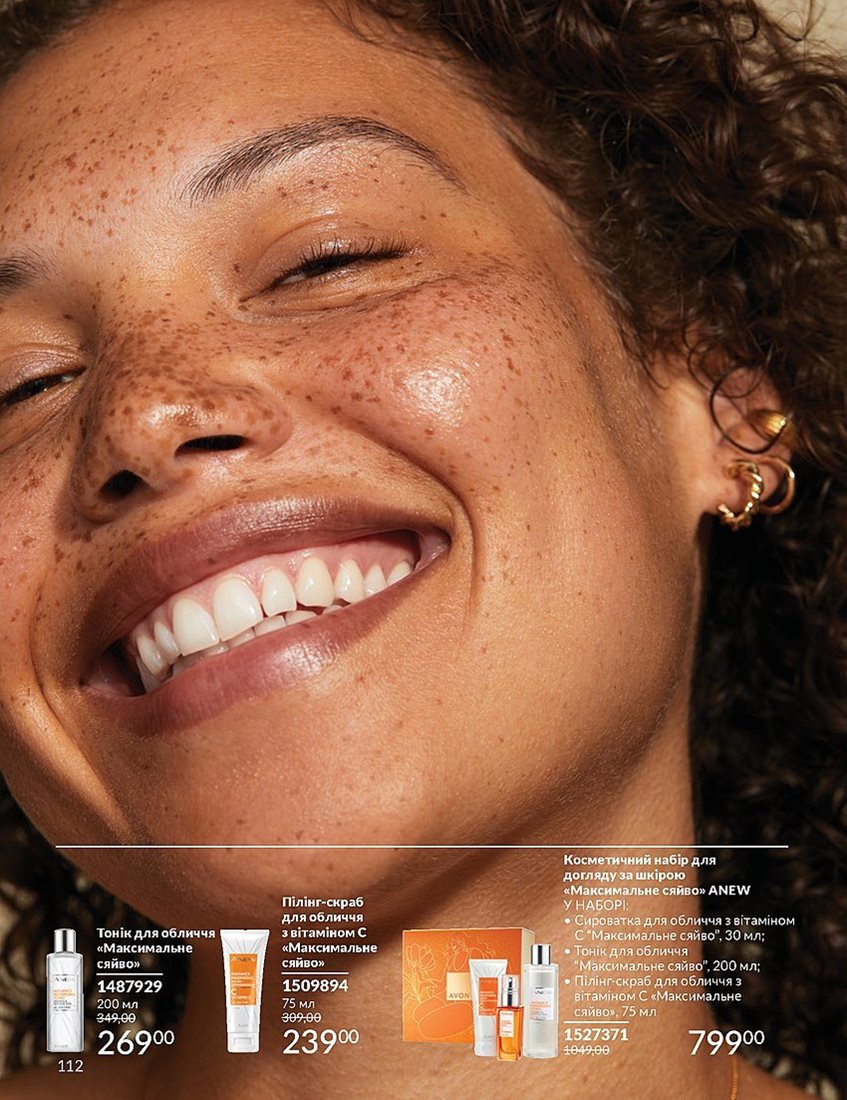 Косметичний набір для
догляду за шкірою
«Максимальне сяйво» ANEW
У НАБОРІ:
• Сироватка для обличчя з вітаміном
С "Максимальне сяйво", 30 мл;
• Тонік для обличчя
"Максимальне сяйво", 200 мл;
• Пілінг-скраб для обличчя з
вітаміном С «Максимальне
сяйво», 75 мл
1527371
1049,00
79900
Пілінг-скраб
для обличчя
з вітаміном С
«Максимальне
сяйво»
1509894
75 мл
309,00
23900
Тонік для обличчя
«Максимальне
сяйво»
1487929
200 мл
349,00
26900
AVON
112